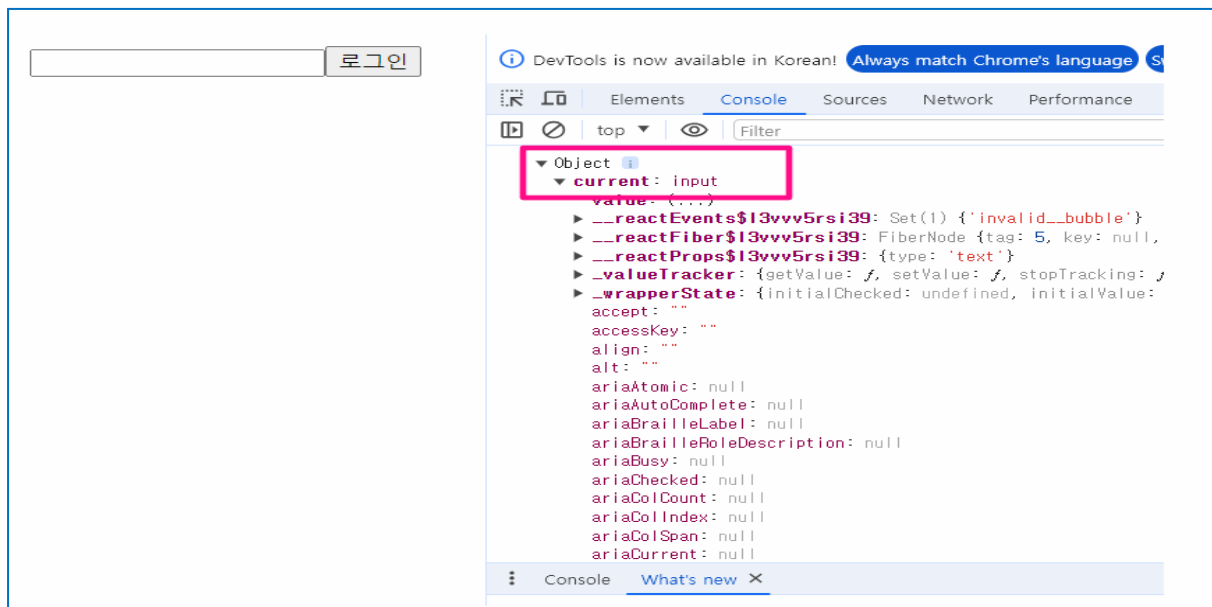 로그인
DevTools is now available in Korean! Always match Chrome's language
Elements Console Sources Network Performance
top Filter
Object i
current: input
value: (...)
__reactEvents$l3vvv5rsi39: Set(1) {'invalid__bubble'}
__reactFiber$l3vvv5rsi39: FiberNode {tag: 5, key: null,
__reactProps$l3vvv5rsi39: {type: 'text'}
_valueTracker: {getValue: ƒ, setValue: ƒ, stopTracking: ƒ
_wrapperState: {initialChecked: undefined, initialValue:
accept: ""
accessKey: ""
align: ""
alt: ""
ariaAtomic: null
ariaAutoComplete: null
ariaBrailleLabel: null
ariaBrailleRoleDescription: null
ariaBusy: null
ariaChecked: null
ariaColCount: null
ariaColIndex: null
ariaColSpan: null
ariaCurrent: null
Console What's new